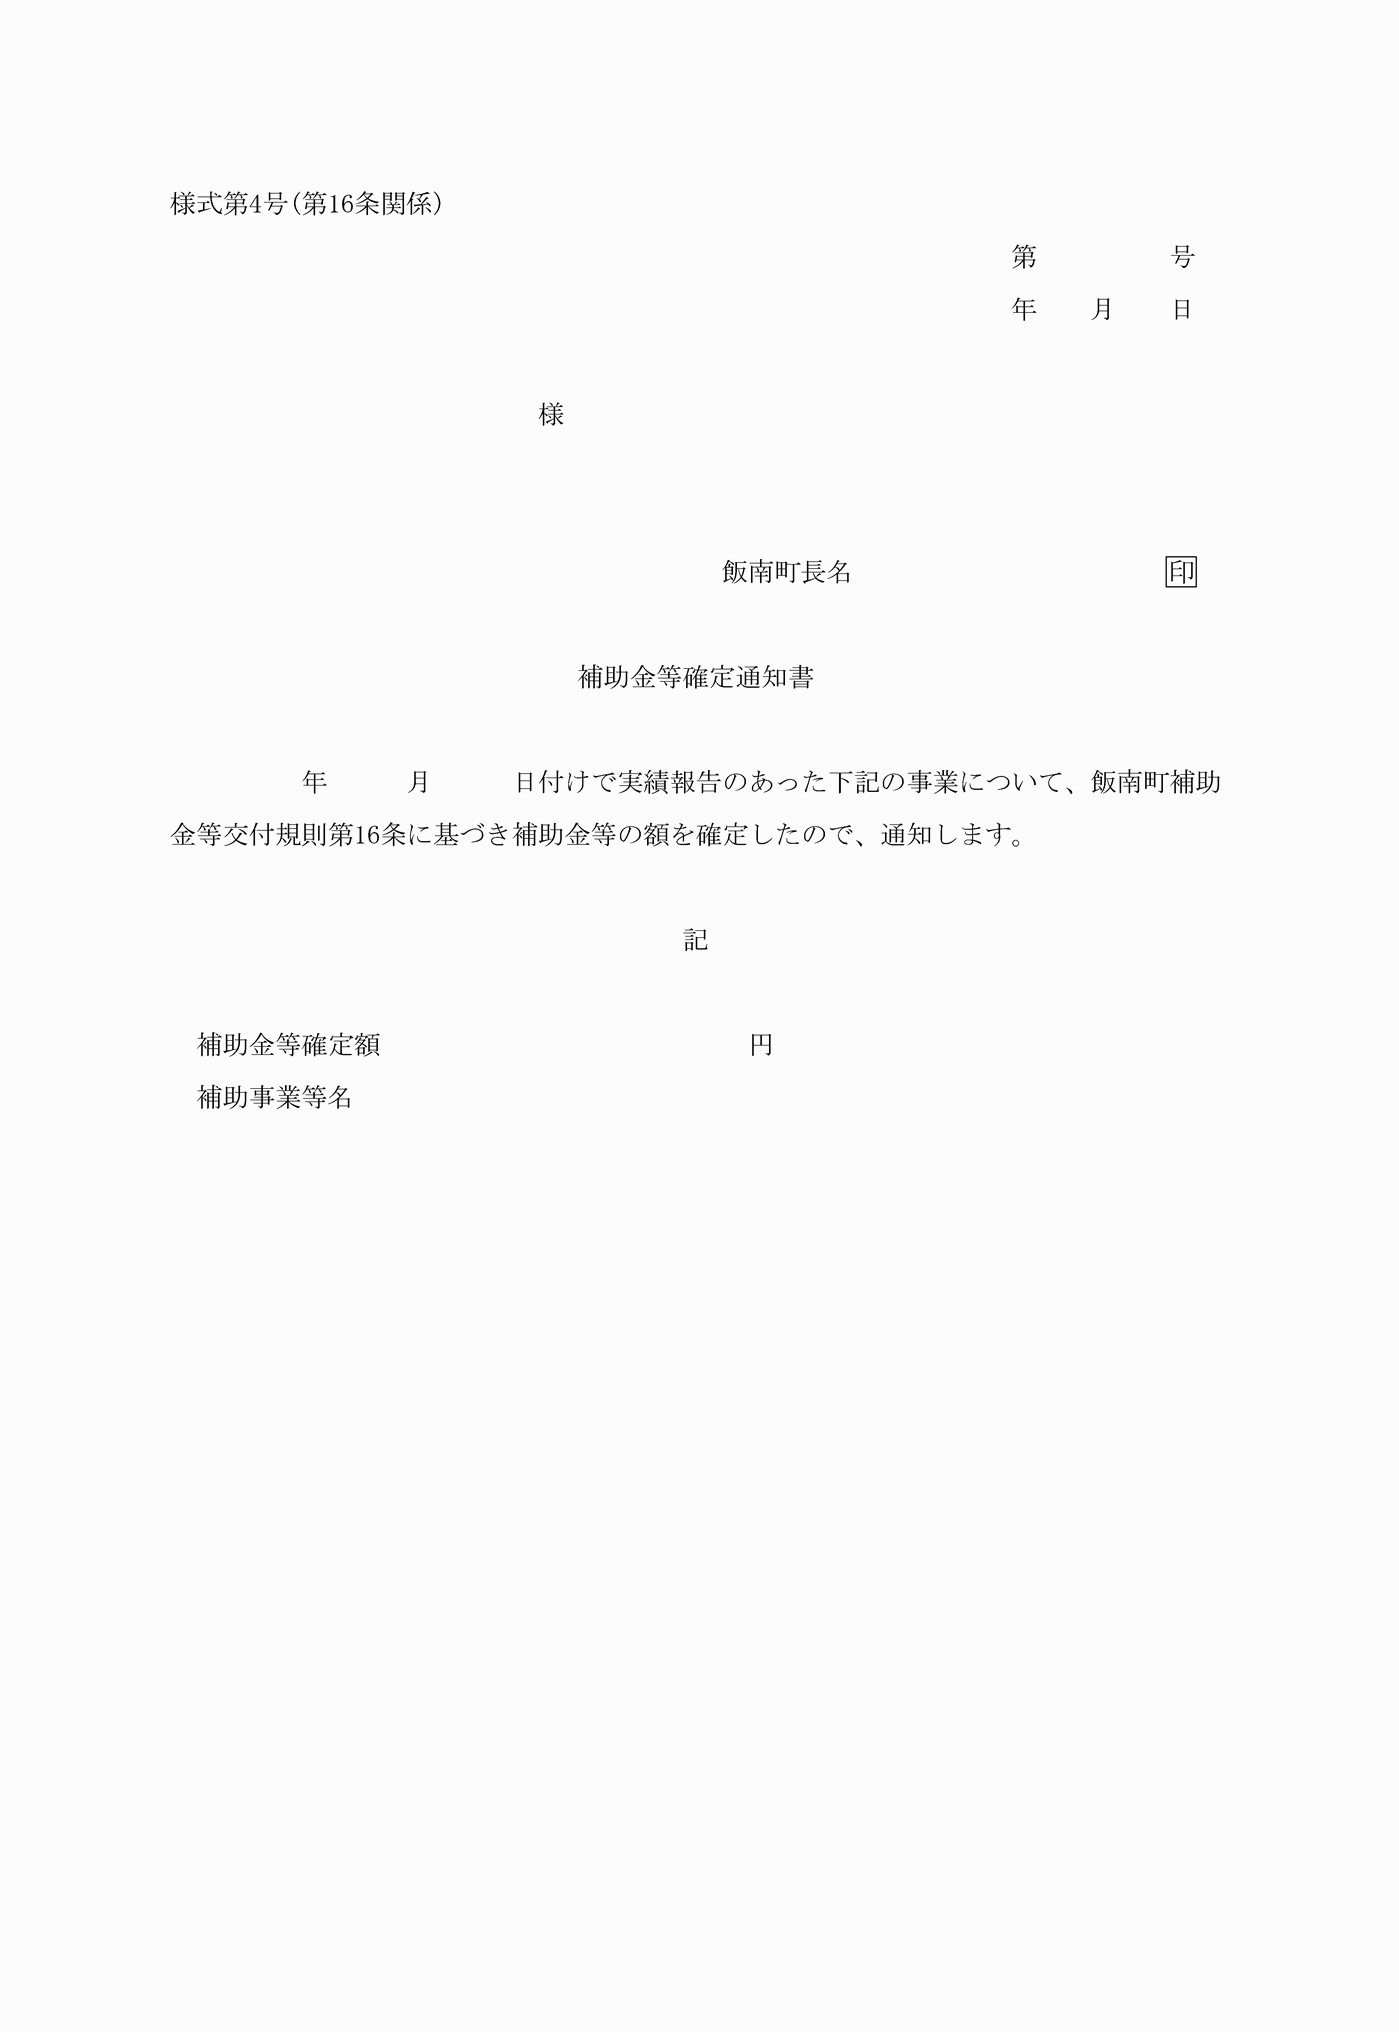 様式第4号(第16条関係)
第　　　　　号
年　　月　　日
様
飯南町長名　　　　　　　　　　　　印
補助金等確定通知書
年　　　月　　　日付けで実績報告のあった下記の事業について、飯南町補助
金等交付規則第16条に基づき補助金等の額を確定したので、通知します。
記
補助金等確定額　　　　　　　　　　　　　　円
補助事業等名